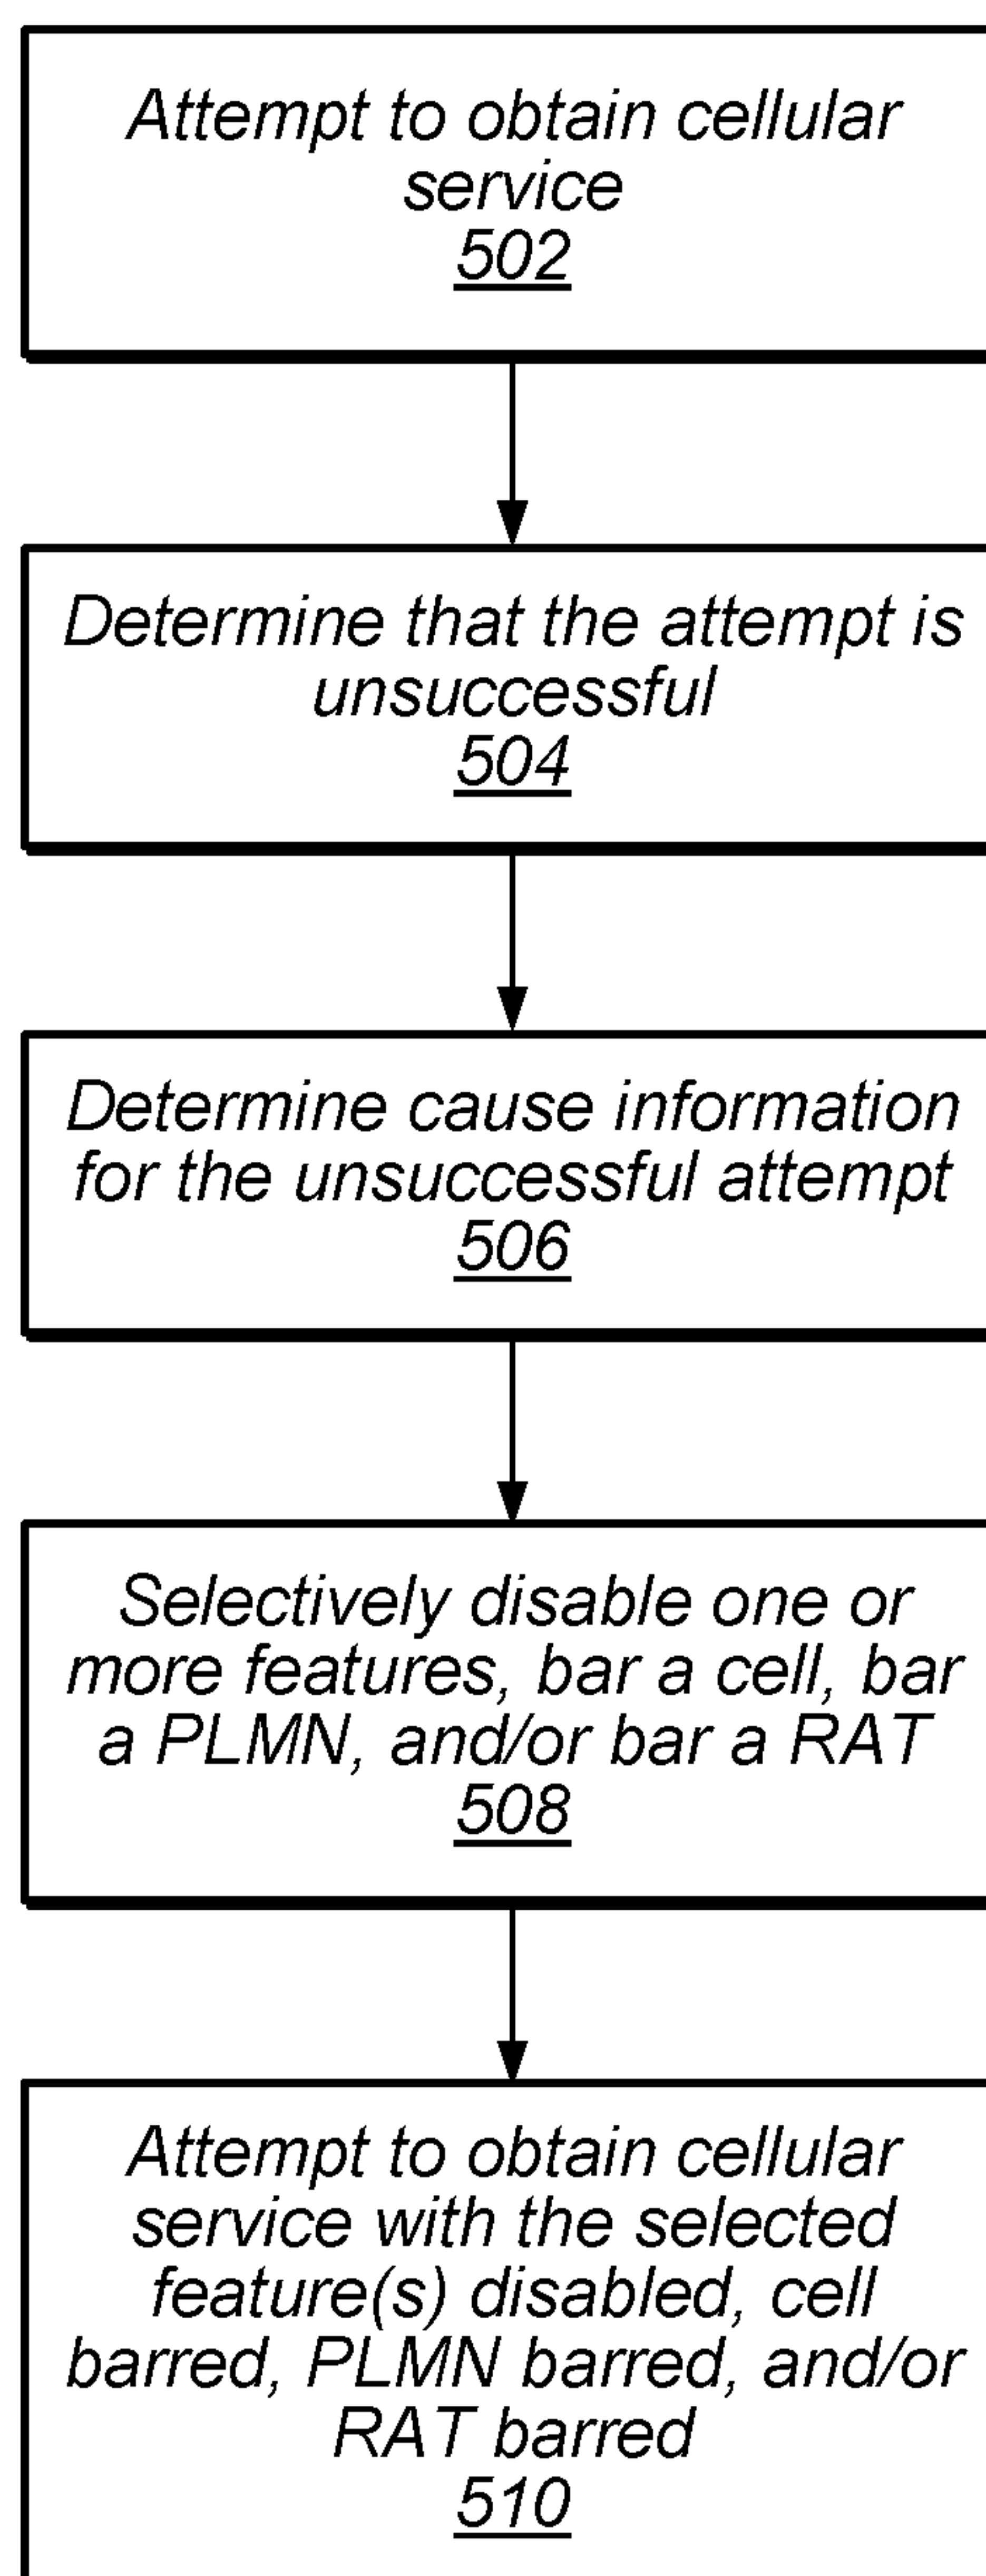 Attempt to obtain cellular
service
502
Determine that the attempt is
unsuccessful
504
Determine cause information
for the unsuccessful attempt
506
Selectively disable one or
more features, bar a cell, bar
a PLMN, and/or bar a RAT
508
Attempt to obtain cellular
service with the selected
feature(s) disabled, cell
barred, PLMN barred, and/or
RAT barred
510